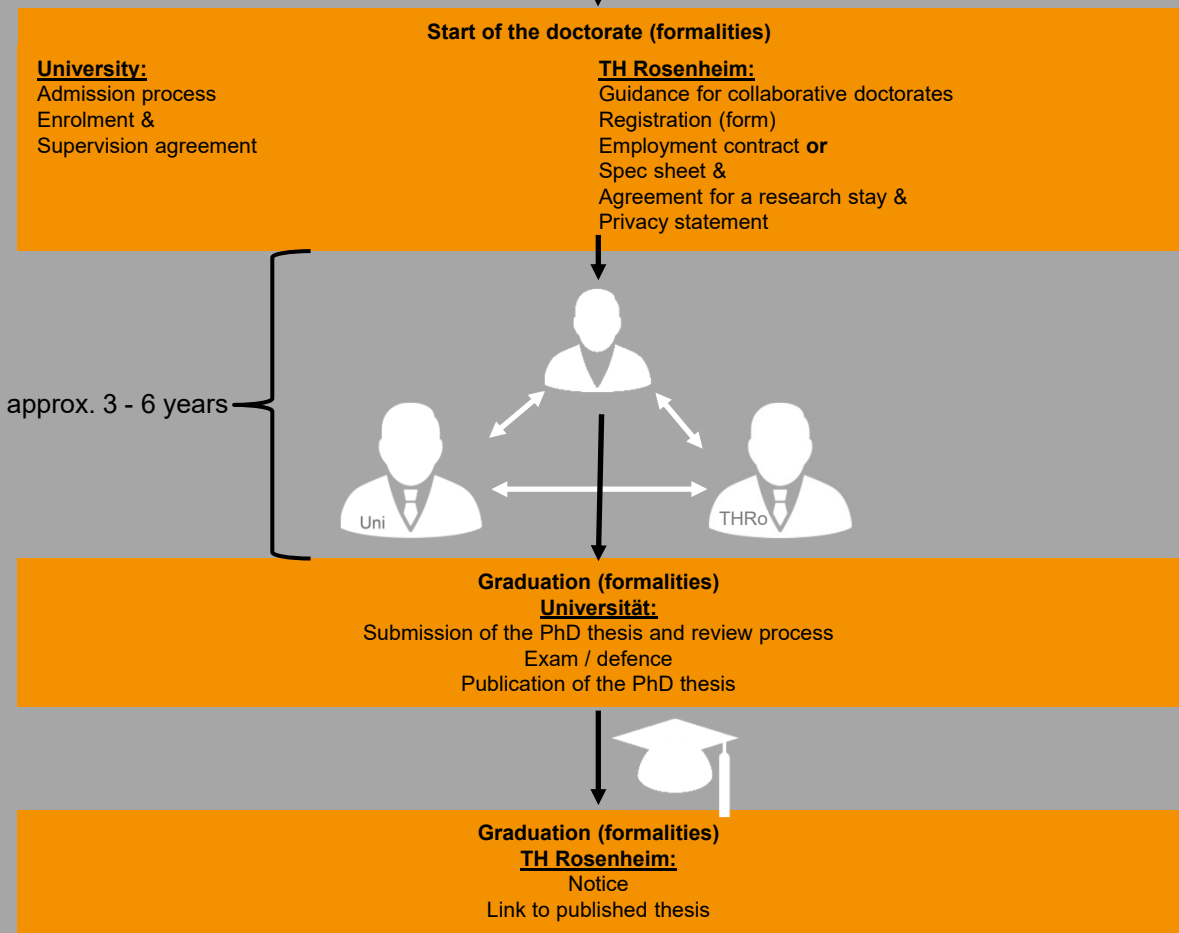 Start of the doctorate (formalities)
University:
Admission process
Enrolment &
Supervision agreement
TH Rosenheim:
Guidance for collaborative doctorates
Registration (form)
Employment contract or
Spec sheet &
Agreement for a research stay &
Privacy statement
approx. 3 - 6 years
Uni
THRo
Graduation (formalities)
Universität:
Submission of the PhD thesis and review process
Exam / defence
Publication of the PhD thesis
Graduation (formalities)
TH Rosenheim:
Notice
Link to published thesis